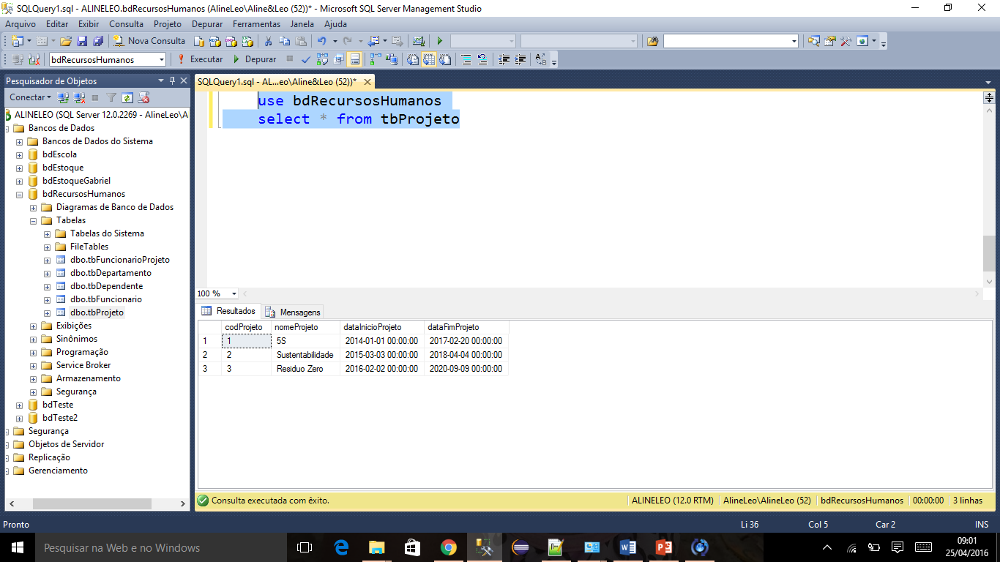 SQLQuery1.sql - ALINELEO.bdRecursosHumanos (AlineLeo\Aline&Leo (52))* - Microsoft SQL Server Management Studio
Arquivo Editar Exibir Consulta Projeto Depurar Ferramentas Janela Ajuda
Nova Consulta
bdRecursosHumanos Executar Depurar
Pesquisador de Objetos
Conectar
ALINELEO (SQL Server 12.0.2269 - AlineLeo\A
Bancos de Dados
Bancos de Dados do Sistema
bdEscola
bdEstoque
bdEstoqueGabriel
bdRecursosHumanos
Diagramas de Banco de Dados
Tabelas
Tabelas do Sistema
FileTables
dbo.tbFuncionarioProjeto
dbo.tbDepartamento
dbo.tbDependente
dbo.tbFuncionario
dbo.tbProjeto
Exibições
Sinônimos
Programação
Service Broker
Armazenamento
Segurança
bdTeste
bdTeste2
Segurança
Objetos de Servidor
Replicação
Gerenciamento
SQLQuery1.sql - AL...eo\Aline&Leo (52))*
use bdRecursosHumanos
select * from tbProjeto
100 %
Resultados Mensagens
codProjeto nomeProjeto dataInicioProjeto dataFimProjeto
1 1 5S 2014-01-01 00:00:00 2017-02-20 00:00:00
2 2 Sustentabilidade 2015-03-03 00:00:00 2018-04-04 00:00:00
3 3 Residuo Zero 2016-02-02 00:00:00 2020-09-09 00:00:00
Consulta executada com êxito. ALINELEO (12.0 RTM) AlineLeo\AlineLeo (52) bdRecursosHumanos 00:00:00 3 linhas
Pronto Li 36 Col 5 Car 2 INS
Pesquisar na Web e no Windows
09:01
25/04/2016